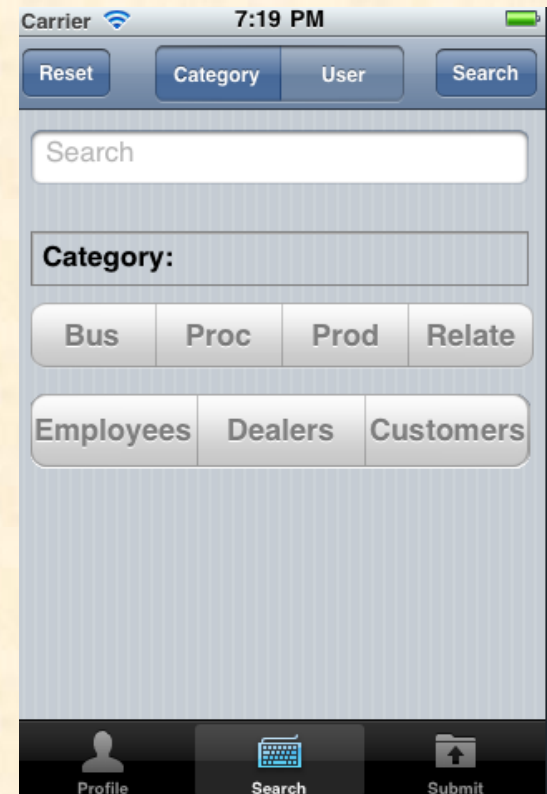 Carrier 7:19 PM
Reset Category User Search
Search
Category:
Bus Proc Prod Relate
Employees Dealers Customers
Profile Search Submit